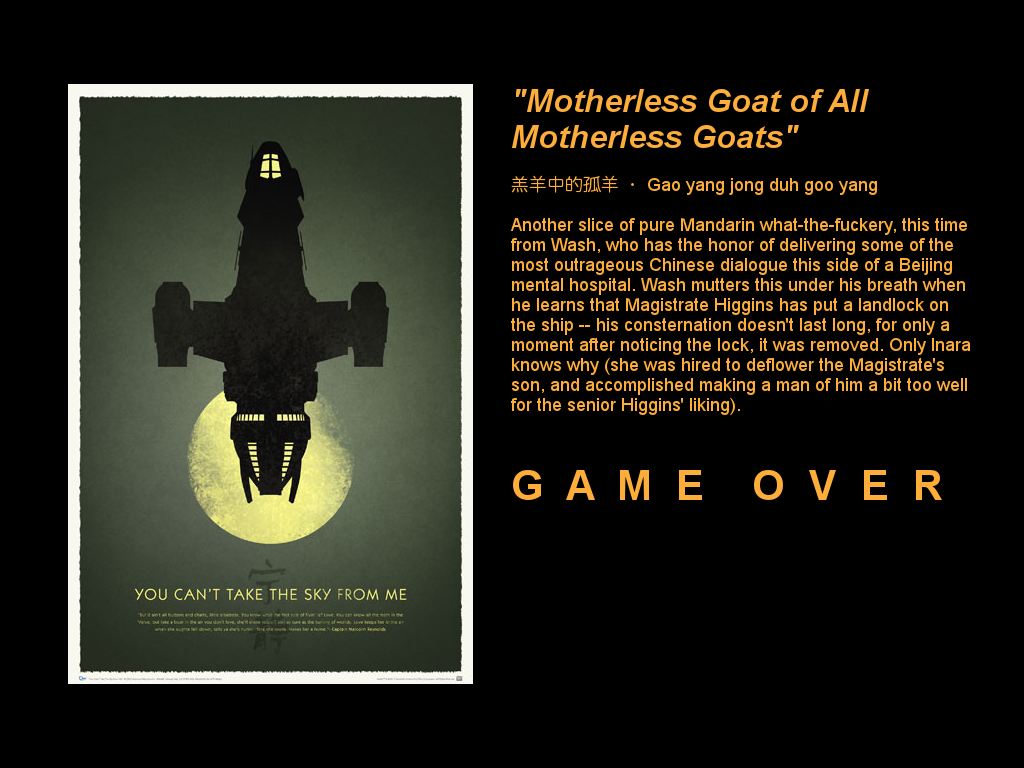 "Motherless Goat of All
Motherless Goats"
羔羊中的孤羊 · Gao yang jong duh goo yang
Another slice of pure Mandarin what-the-fuckery, this time
from Wash, who has the honor of delivering some of the
most outrageous Chinese dialogue this side of a Beijing
mental hospital. Wash mutters this under his breath when
he learns that Magistrate Higgins has put a landlock on
the ship -- his consternation doesn't last long, for only a
moment after noticing the lock, it was removed. Only Inara
knows why (she was hired to deflower the Magistrate's
son, and accomplished making a man of him a bit too well
for the senior Higgins' liking).
GAME OVER
YOU CAN'T TAKE THE SKY FROM ME